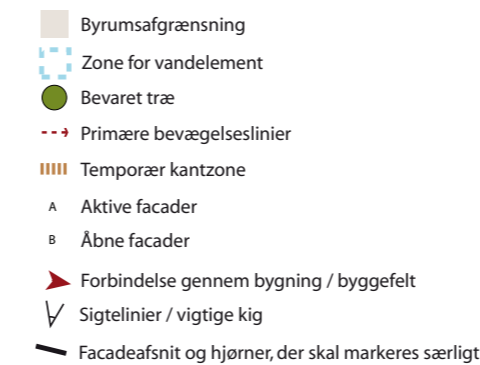 Byrumsafgrænsning
Zone for vandelement
Bevaret træ
Primære bevægelseslinier
Temporær kantzone
A Aktive facader
B Åbne facader
Forbindelse gennem bygning / byggefelt
Sigtelinier / vigtige kig
Facadeafsnit og hjørner, der skal markeres særligt